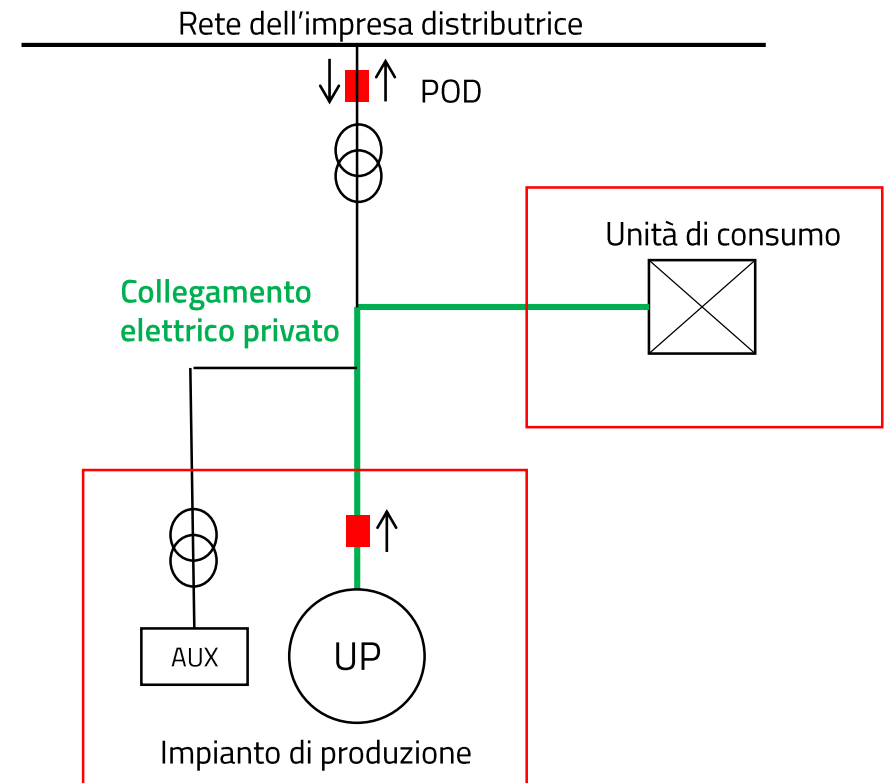 Rete dell'impresa distributrice
POD
Unità di consumo
Collegamento
elettrico privato
AUX
UP
Impianto di produzione